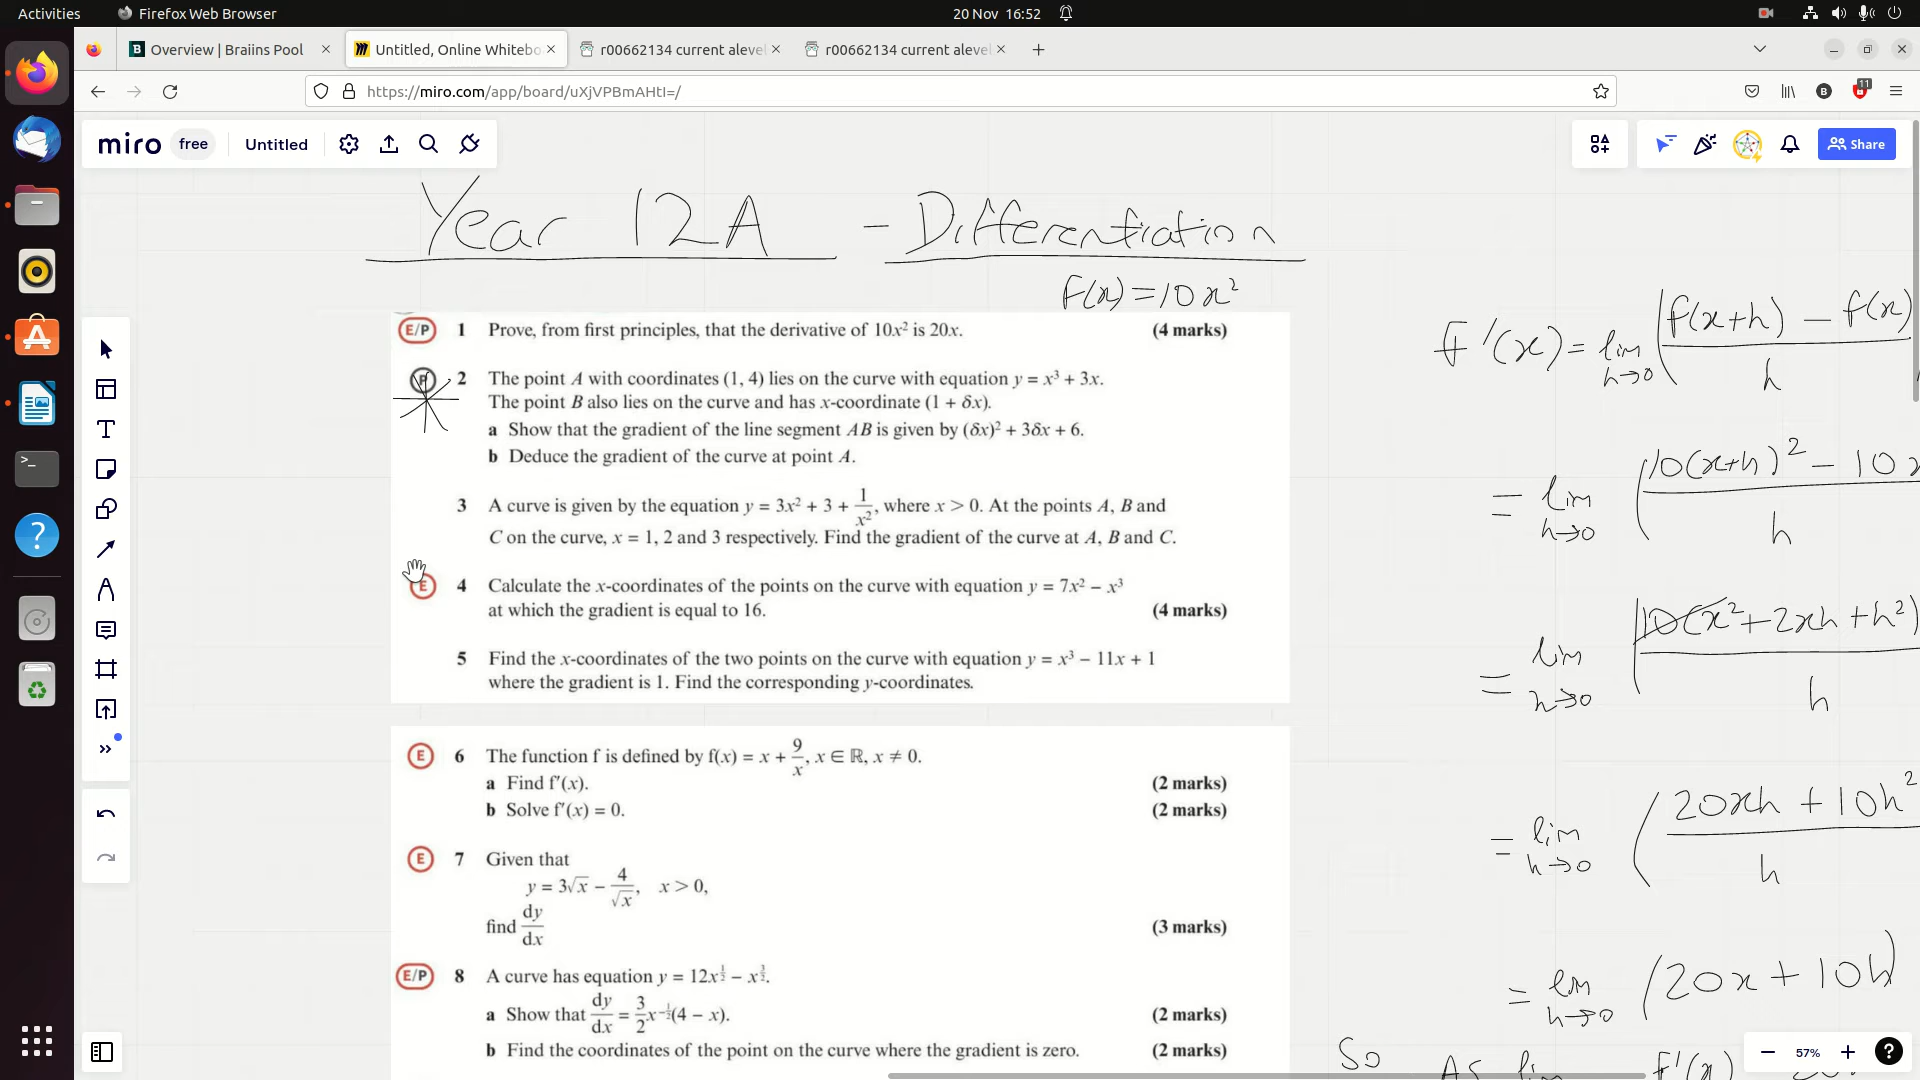 Activities Firefox Web Browser 20 Nov 16:52
Overview | Braiins Pool Untitled, Online Whitebo r00662134 current aleve r00662134 current aleve
https://miro.com/app/board/uXjVPBmAHtI=/ 11
miro free Untitled Share
Year 12A - Differentiation
F(x) = 10x²
E/P 1 Prove, from first principles, that the derivative of 10x² is 20x. (4 marks)
P 2 The point A with coordinates (1, 4) lies on the curve with equation y = x³ + 3x.
The point B also lies on the curve and has x-coordinate (1 + δx).
a Show that the gradient of the line segment AB is given by (δx)² + 3δx + 6.
b Deduce the gradient of the curve at point A.
3 A curve is given by the equation y = 3x² + 3 + 1/x², where x > 0. At the points A, B and
C on the curve, x = 1, 2 and 3 respectively. Find the gradient of the curve at A, B and C.
E 4 Calculate the x-coordinates of the points on the curve with equation y = 7x² − x³
at which the gradient is equal to 16. (4 marks)
5 Find the x-coordinates of the two points on the curve with equation y = x³ − 11x + 1
where the gradient is 1. Find the corresponding y-coordinates.
E 6 The function f is defined by f(x) = x + 9/x, x ∈ ℝ, x ≠ 0.
a Find f′(x). (2 marks)
b Solve f′(x) = 0. (2 marks)
E 7 Given that
y = 3√x − 4/√x, x > 0,
find dy/dx (3 marks)
E/P 8 A curve has equation y = 12x^½ − x^(3/2).
a Show that dy/dx = 3/2 x^(−½)(4 − x). (2 marks)
b Find the coordinates of the point on the curve where the gradient is zero. (2 marks)
F'(x) = lim h→0 (f(x+h) − f(x) / h
= lim h→0 (10(x+h)² − 10x / h
= lim h→0 (10(x² + 2xh + h²) / h
= lim h→0 (20xh + 10h² / h
= lim h→0 (20x + 10h)
So As lim F'(x)
57%